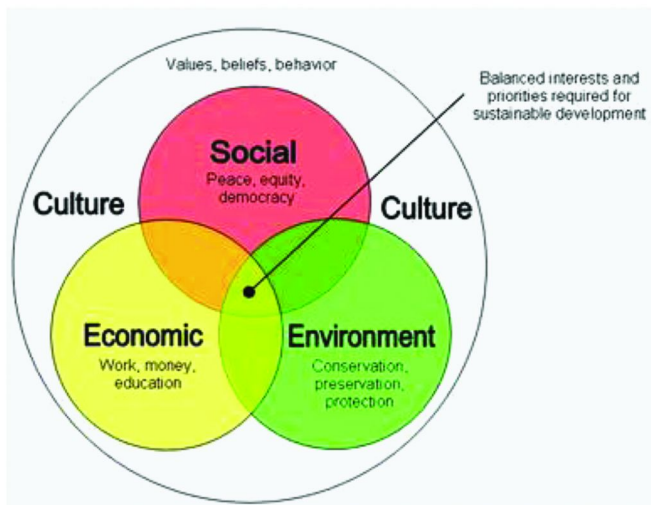 Values, beliefs, behavior
Balanced interests and
priorities required for
sustainable development
Social
Peace, equity,
democracy
Culture
Culture
Economic
Work, money,
education
Environment
Conservation,
preservation,
protection